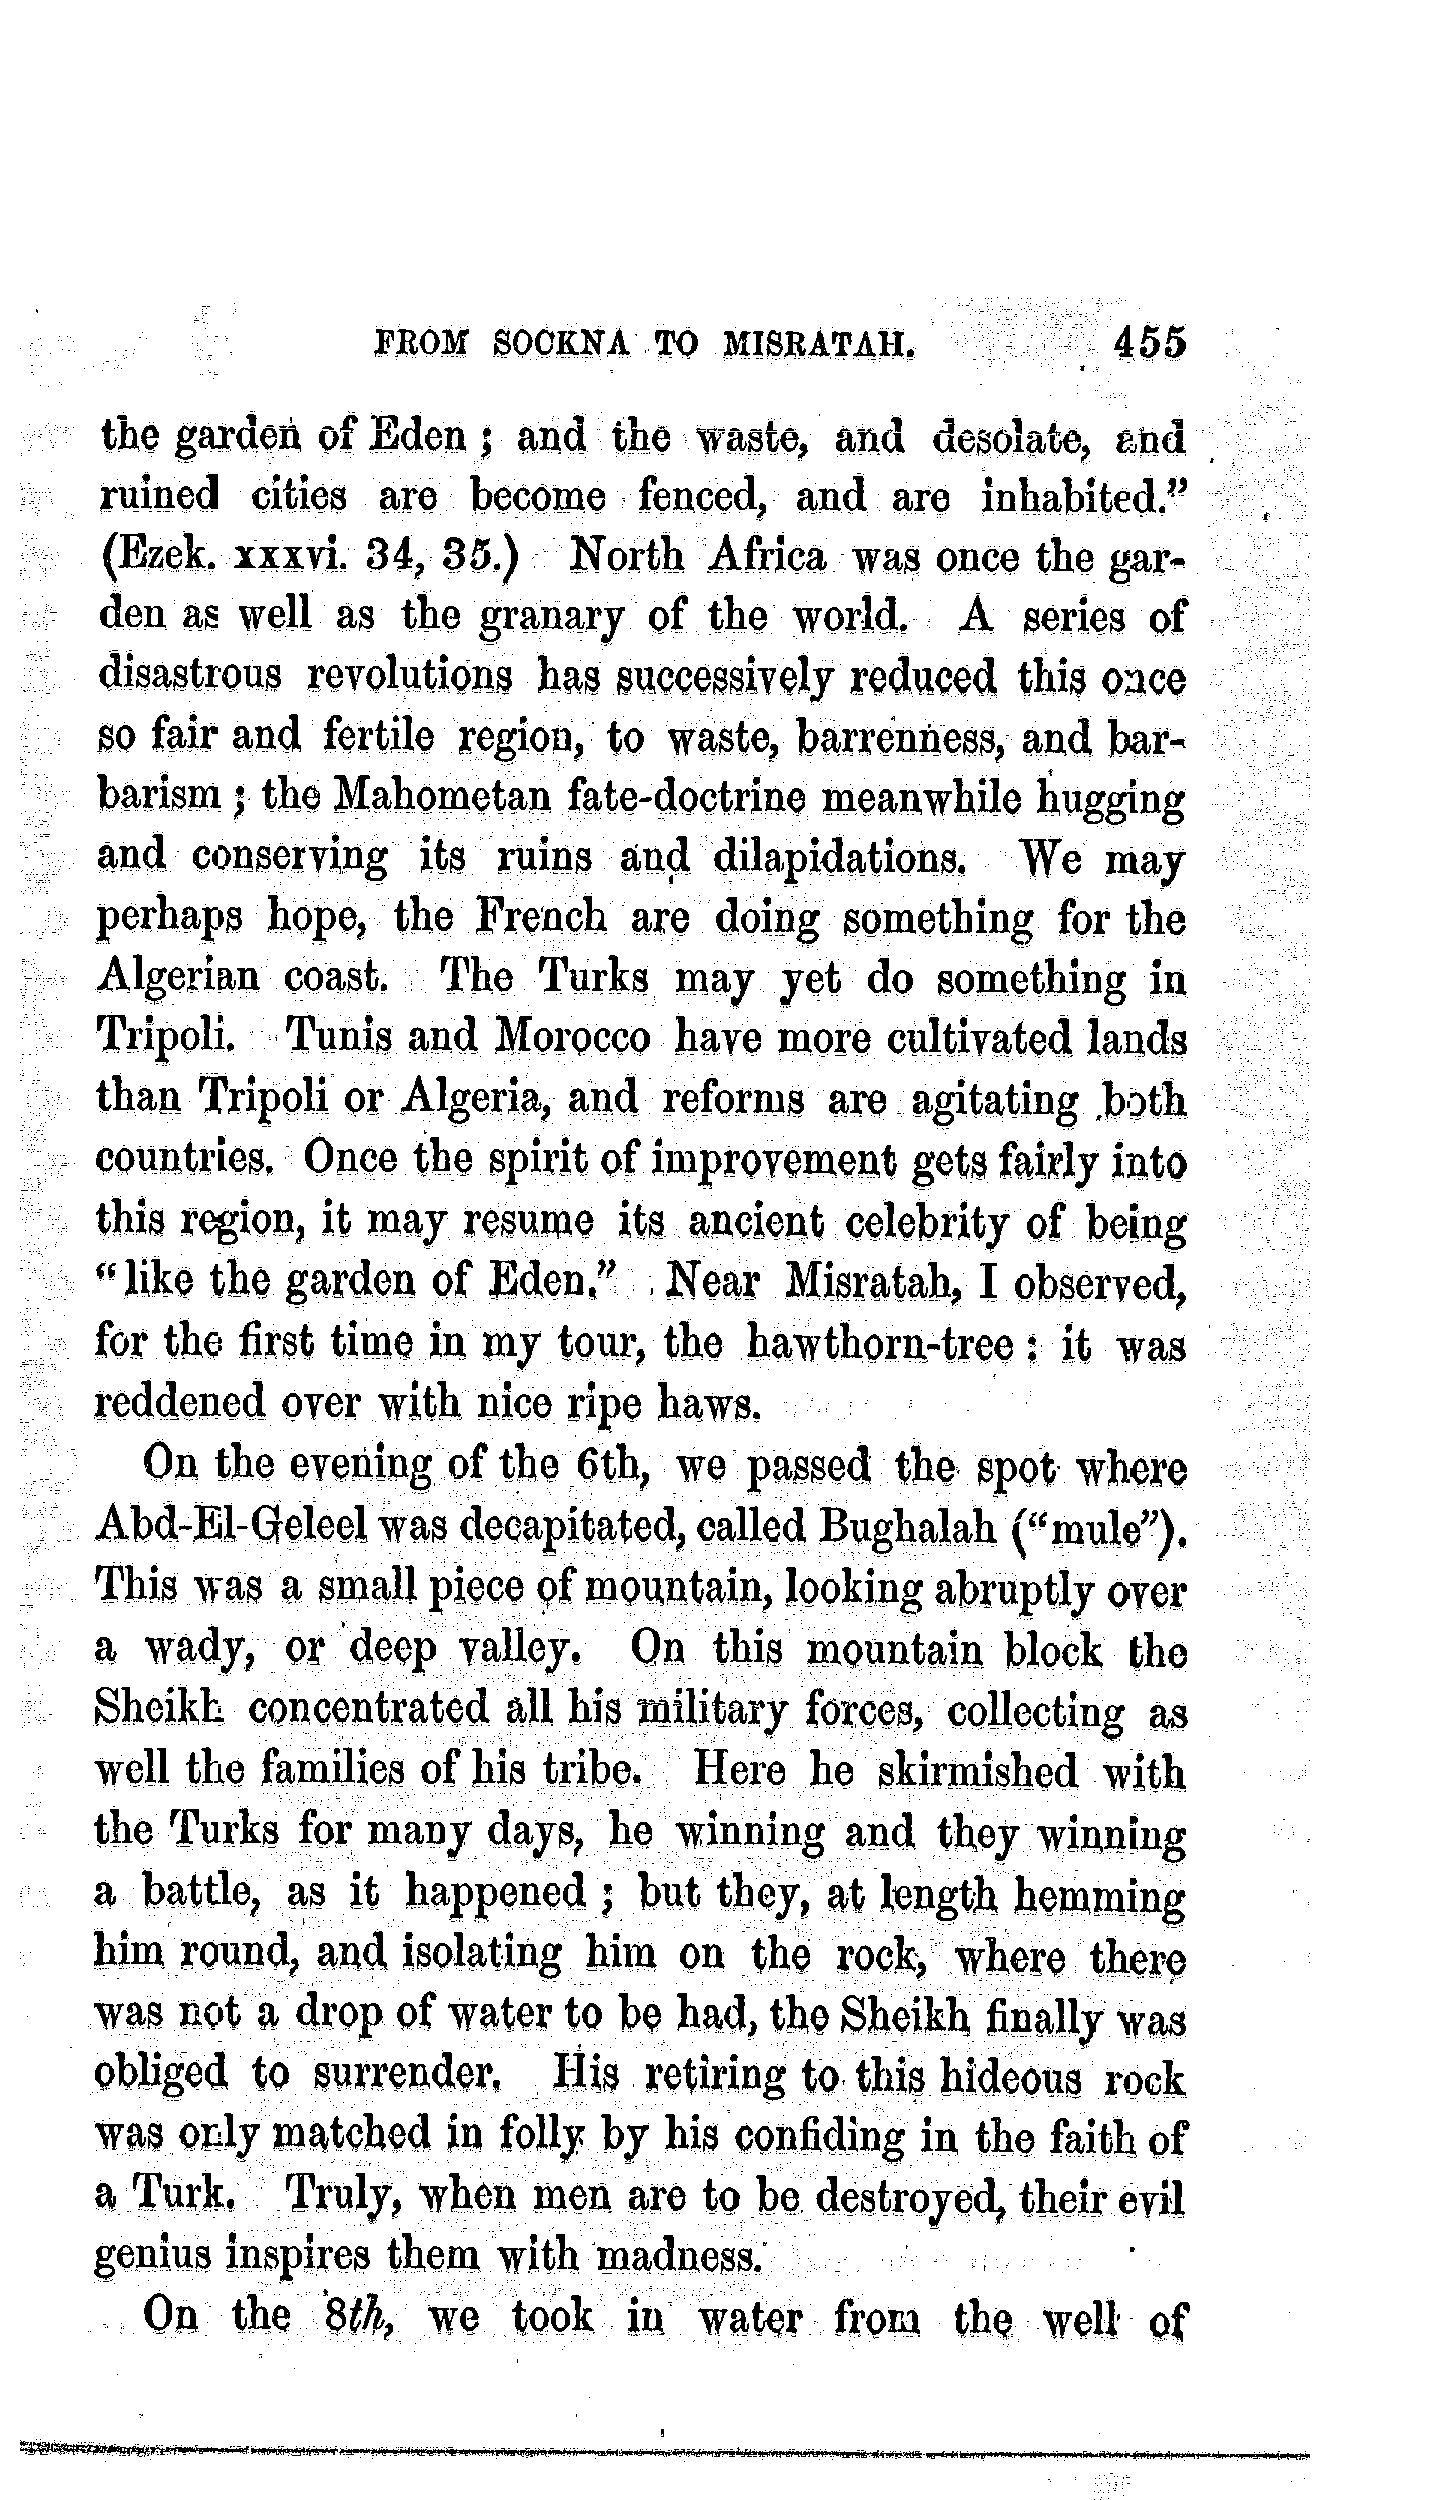 FROM SOCKNA TO MISRATAH. 455
the garden of Eden ; and the waste, and desolate, and
ruined cities are become fenced, and are inhabited."
(Ezek. xxxvi. 34, 35.) North Africa was once the gar-
den as well as the granary of the world. A series of
disastrous revolutions has successively reduced this once
so fair and fertile region, to waste, barrenness, and bar-
barism ; the Mahometan fate-doctrine meanwhile hugging
and conserving its ruins and dilapidations. We may
perhaps hope, the French are doing something for the
Algerian coast. The Turks may yet do something in
Tripoli. Tunis and Morocco have more cultivated lands
than Tripoli or Algeria, and reforms are agitating both
countries. Once the spirit of improvement gets fairly into
this region, it may resume its ancient celebrity of being
"like the garden of Eden." Near Misratah, I observed,
for the first time in my tour, the hawthorn-tree : it was
reddened over with nice ripe haws.
On the evening of the 6th, we passed the spot where
Abd-El-Geleel was decapitated, called Bughalah ("mule").
This was a small piece of mountain, looking abruptly over
a wady, or deep valley. On this mountain block the
Sheikh concentrated all his military forces, collecting as
well the families of his tribe. Here he skirmished with
the Turks for many days, he winning and they winning
a battle, as it happened ; but they, at length hemming
him round, and isolating him on the rock, where there
was not a drop of water to be had, the Sheikh finally was
obliged to surrender. His retiring to this hideous rock
was only matched in folly by his confiding in the faith of
a Turk. Truly, when men are to be destroyed, their evil
genius inspires them with madness.
On the 8th, we took in water from the well of